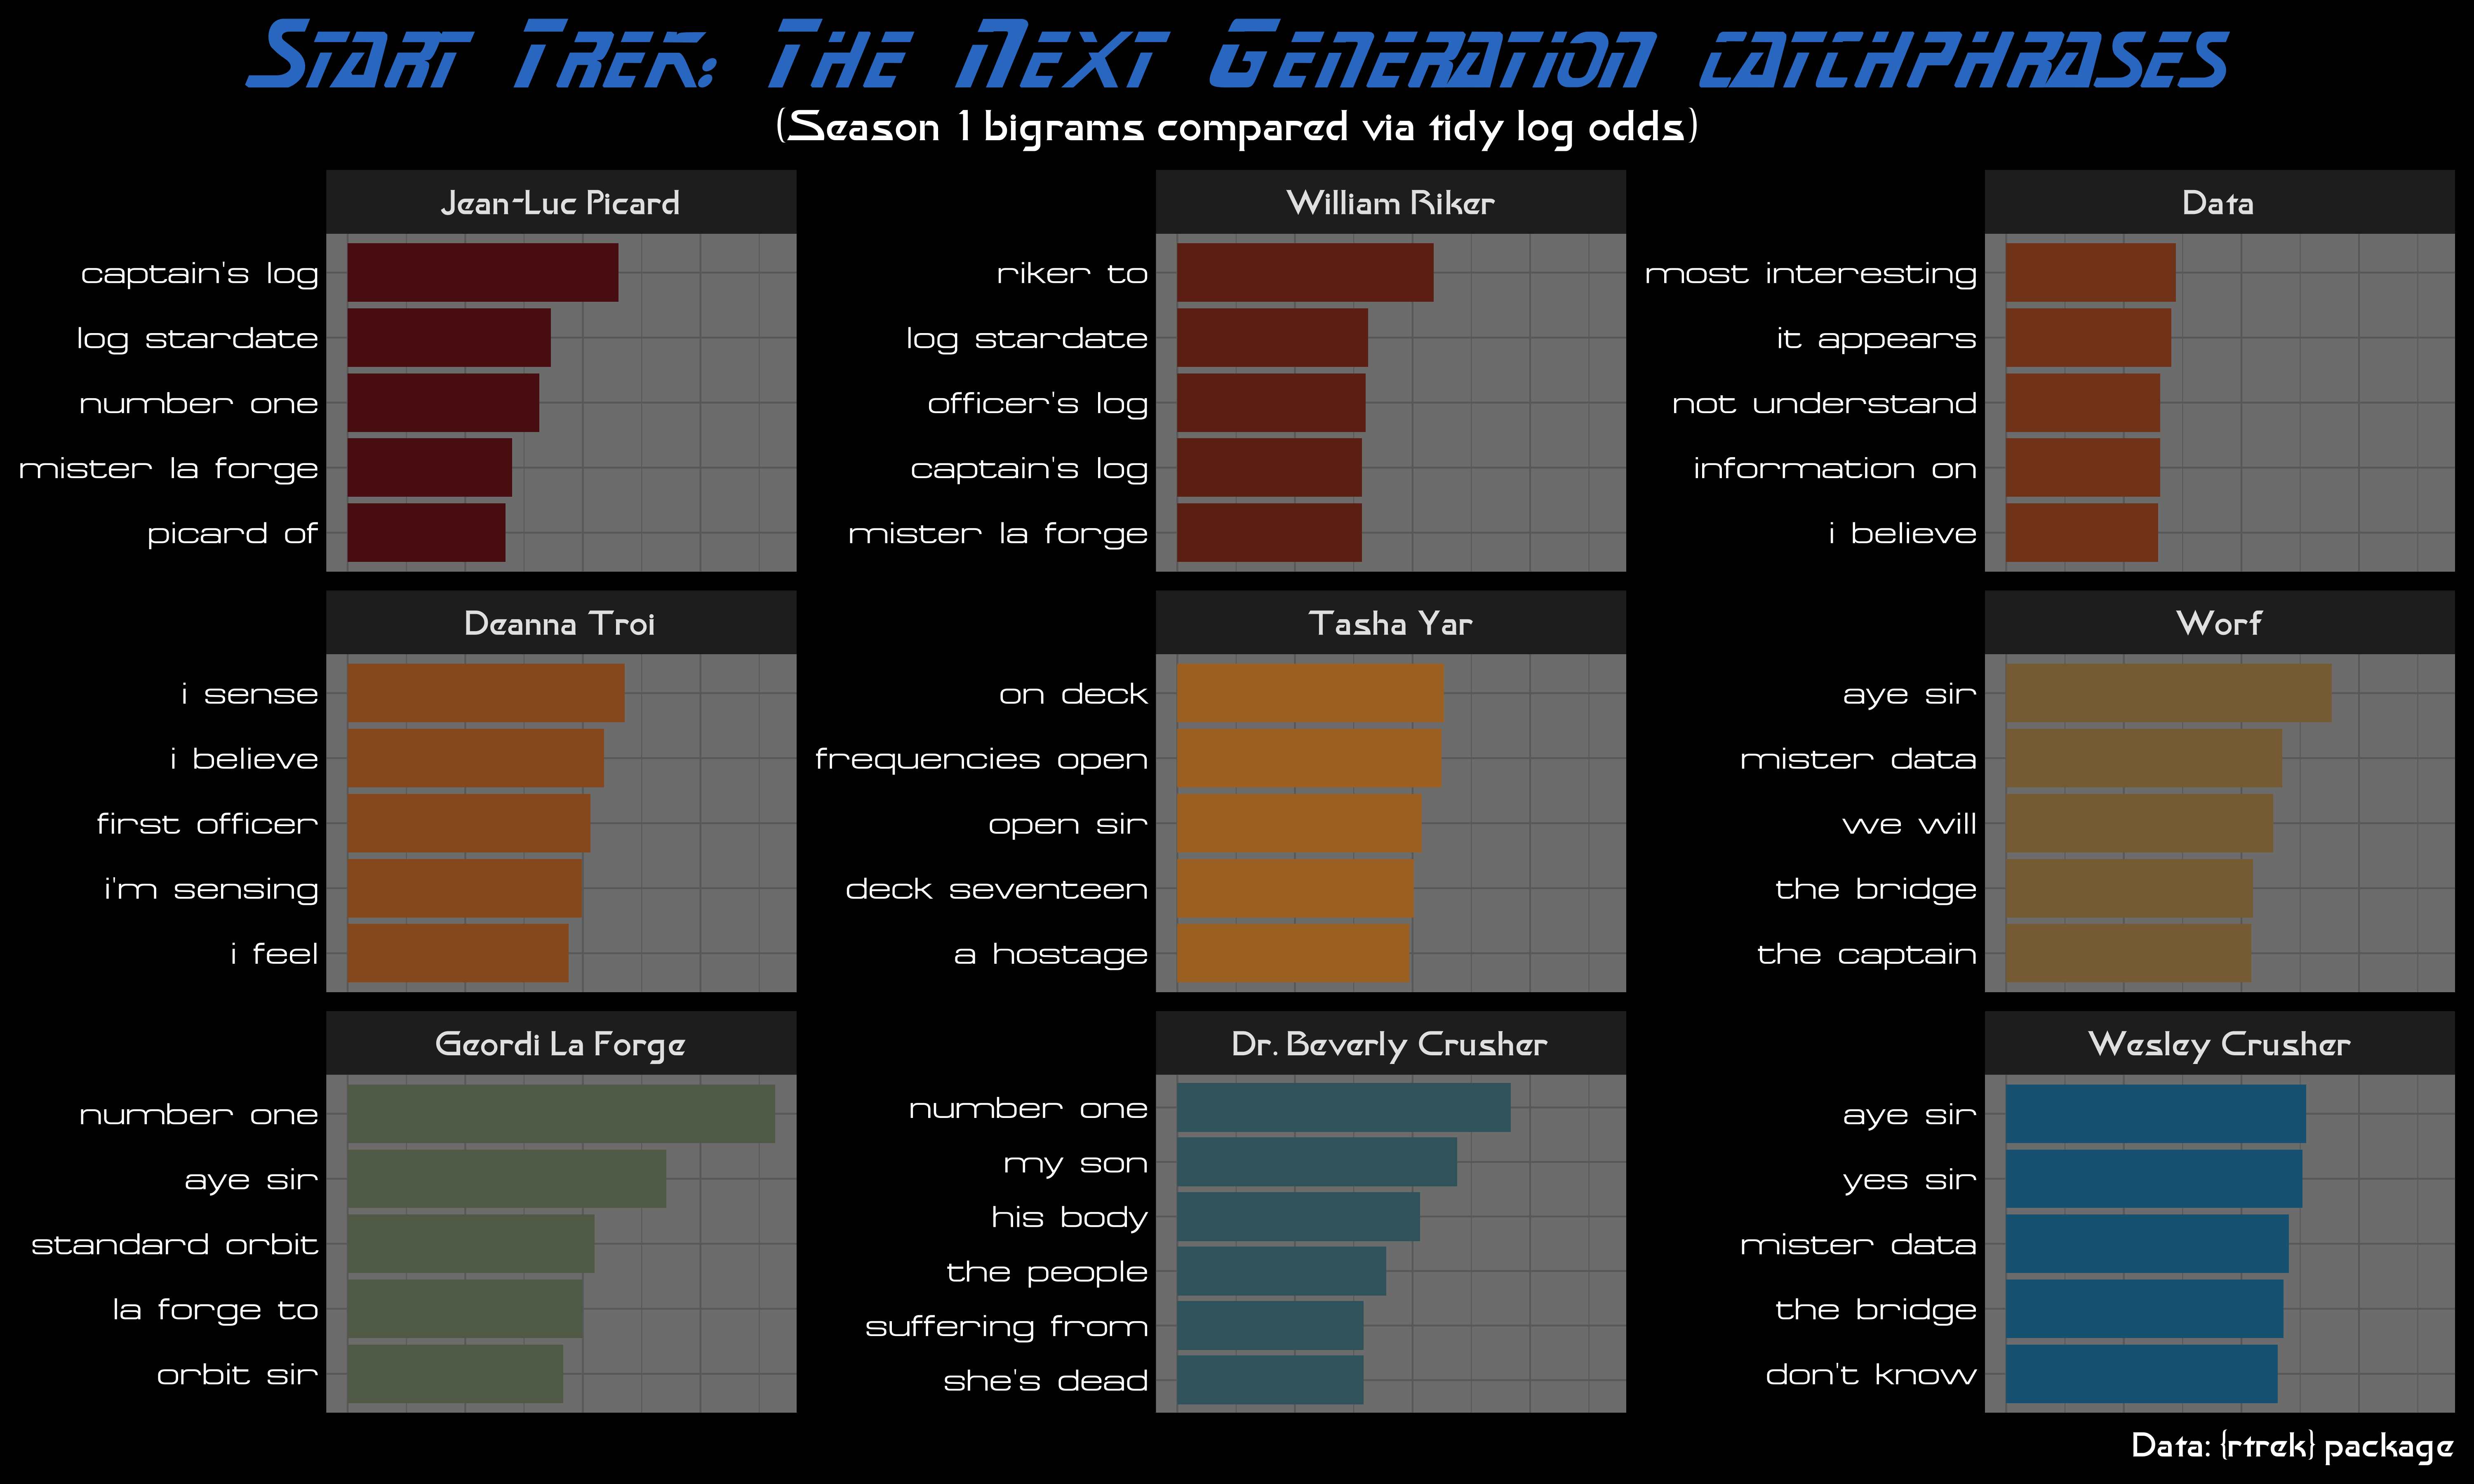 Start Trek: The Next Generation catchphrases
(Season 1 bigrams compared via tidy log odds)
Jean-Luc Picard
captain's log
log stardate
number one
mister la forge
picard of
William Riker
riker to
log stardate
officer's log
captain's log
mister la forge
Data
most interesting
it appears
not understand
information on
i believe
Deanna Troi
i sense
i believe
first officer
i'm sensing
i feel
Tasha Yar
on deck
frequencies open
open sir
deck seventeen
a hostage
Worf
aye sir
mister data
we will
the bridge
the captain
Geordi La Forge
number one
aye sir
standard orbit
la forge to
orbit sir
Dr. Beverly Crusher
number one
my son
his body
the people
suffering from
she's dead
Wesley Crusher
aye sir
yes sir
mister data
the bridge
don't know
Data: {rtrek} package